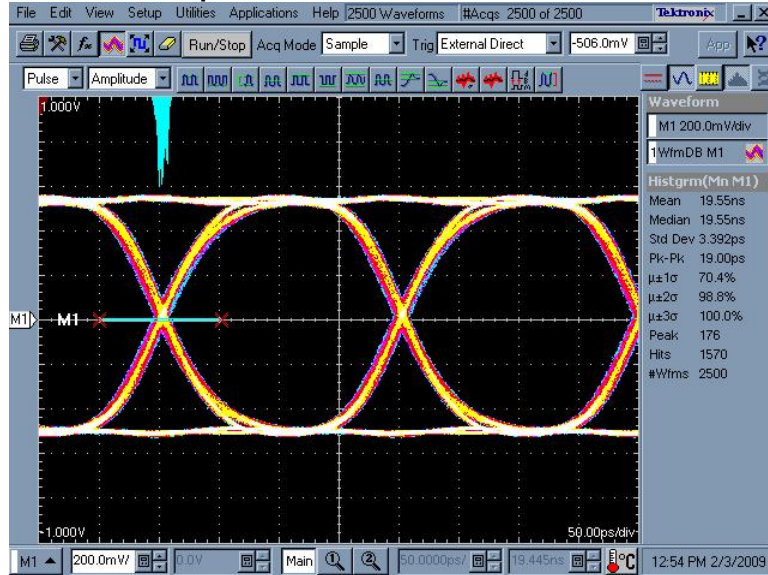 File Edit View Setup Utilities Applications Help 2500 Waveforms #Acqs 2500 of 2500 Tektronix
Run/Stop Acq Mode Sample Trig External Direct -506.0mV App
Pulse Amplitude
1.000V
Waveform
M1 200.0mV/div
1 WfmDB M1
Histgrm(Mn M1)
Mean 19.55ns
Median 19.55ns
Std Dev 3.392ps
Pk-Pk 19.00ps
µ±1σ 70.4%
µ±2σ 98.8%
µ±3σ 100.0%
Peak 176
Hits 1570
#Wfms 2500
M1 M1
-1.000V 50.00ps/div
M1 200.0mV/ 0.0V Main 1 2 50.0000ps/ 19.445ns °C 12:54 PM 2/3/2009